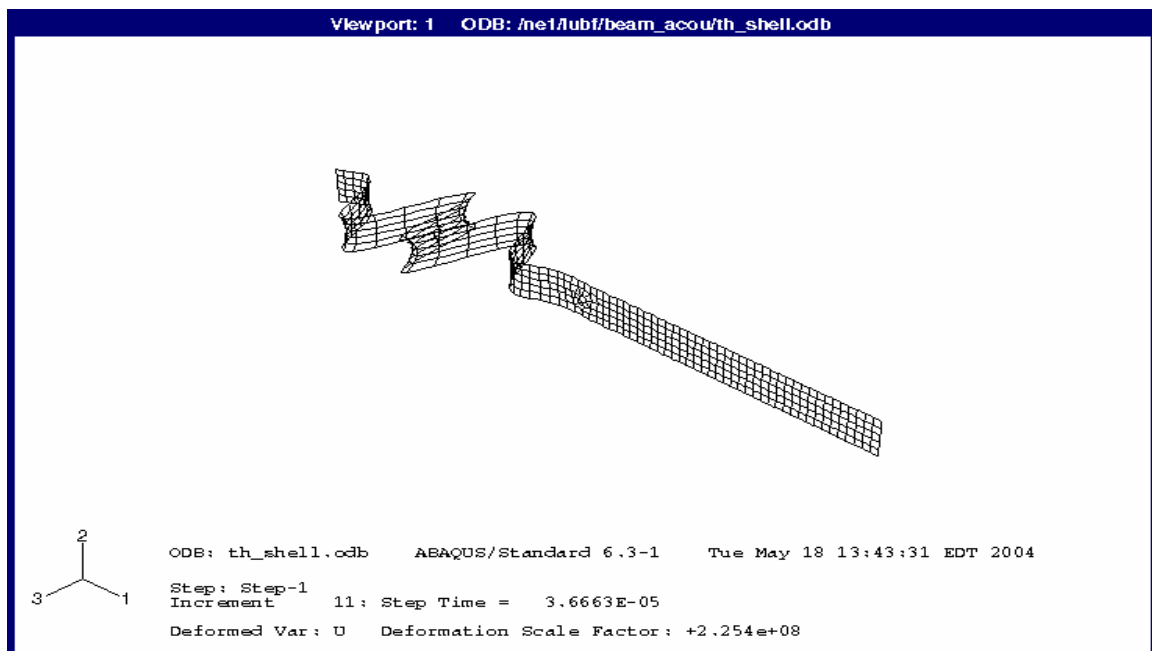 Viewport: 1 ODB: /ne1/lubf/beam_acou/th_shell.odb
2
3
1
ODB: th_shell.odb ABAQUS/Standard 6.3-1 Tue May 18 13:43:31 EDT 2004
Step: Step-1
Increment 11: Step Time = 3.6663E-05
Deformed Var: U Deformation Scale Factor: +2.254e+08